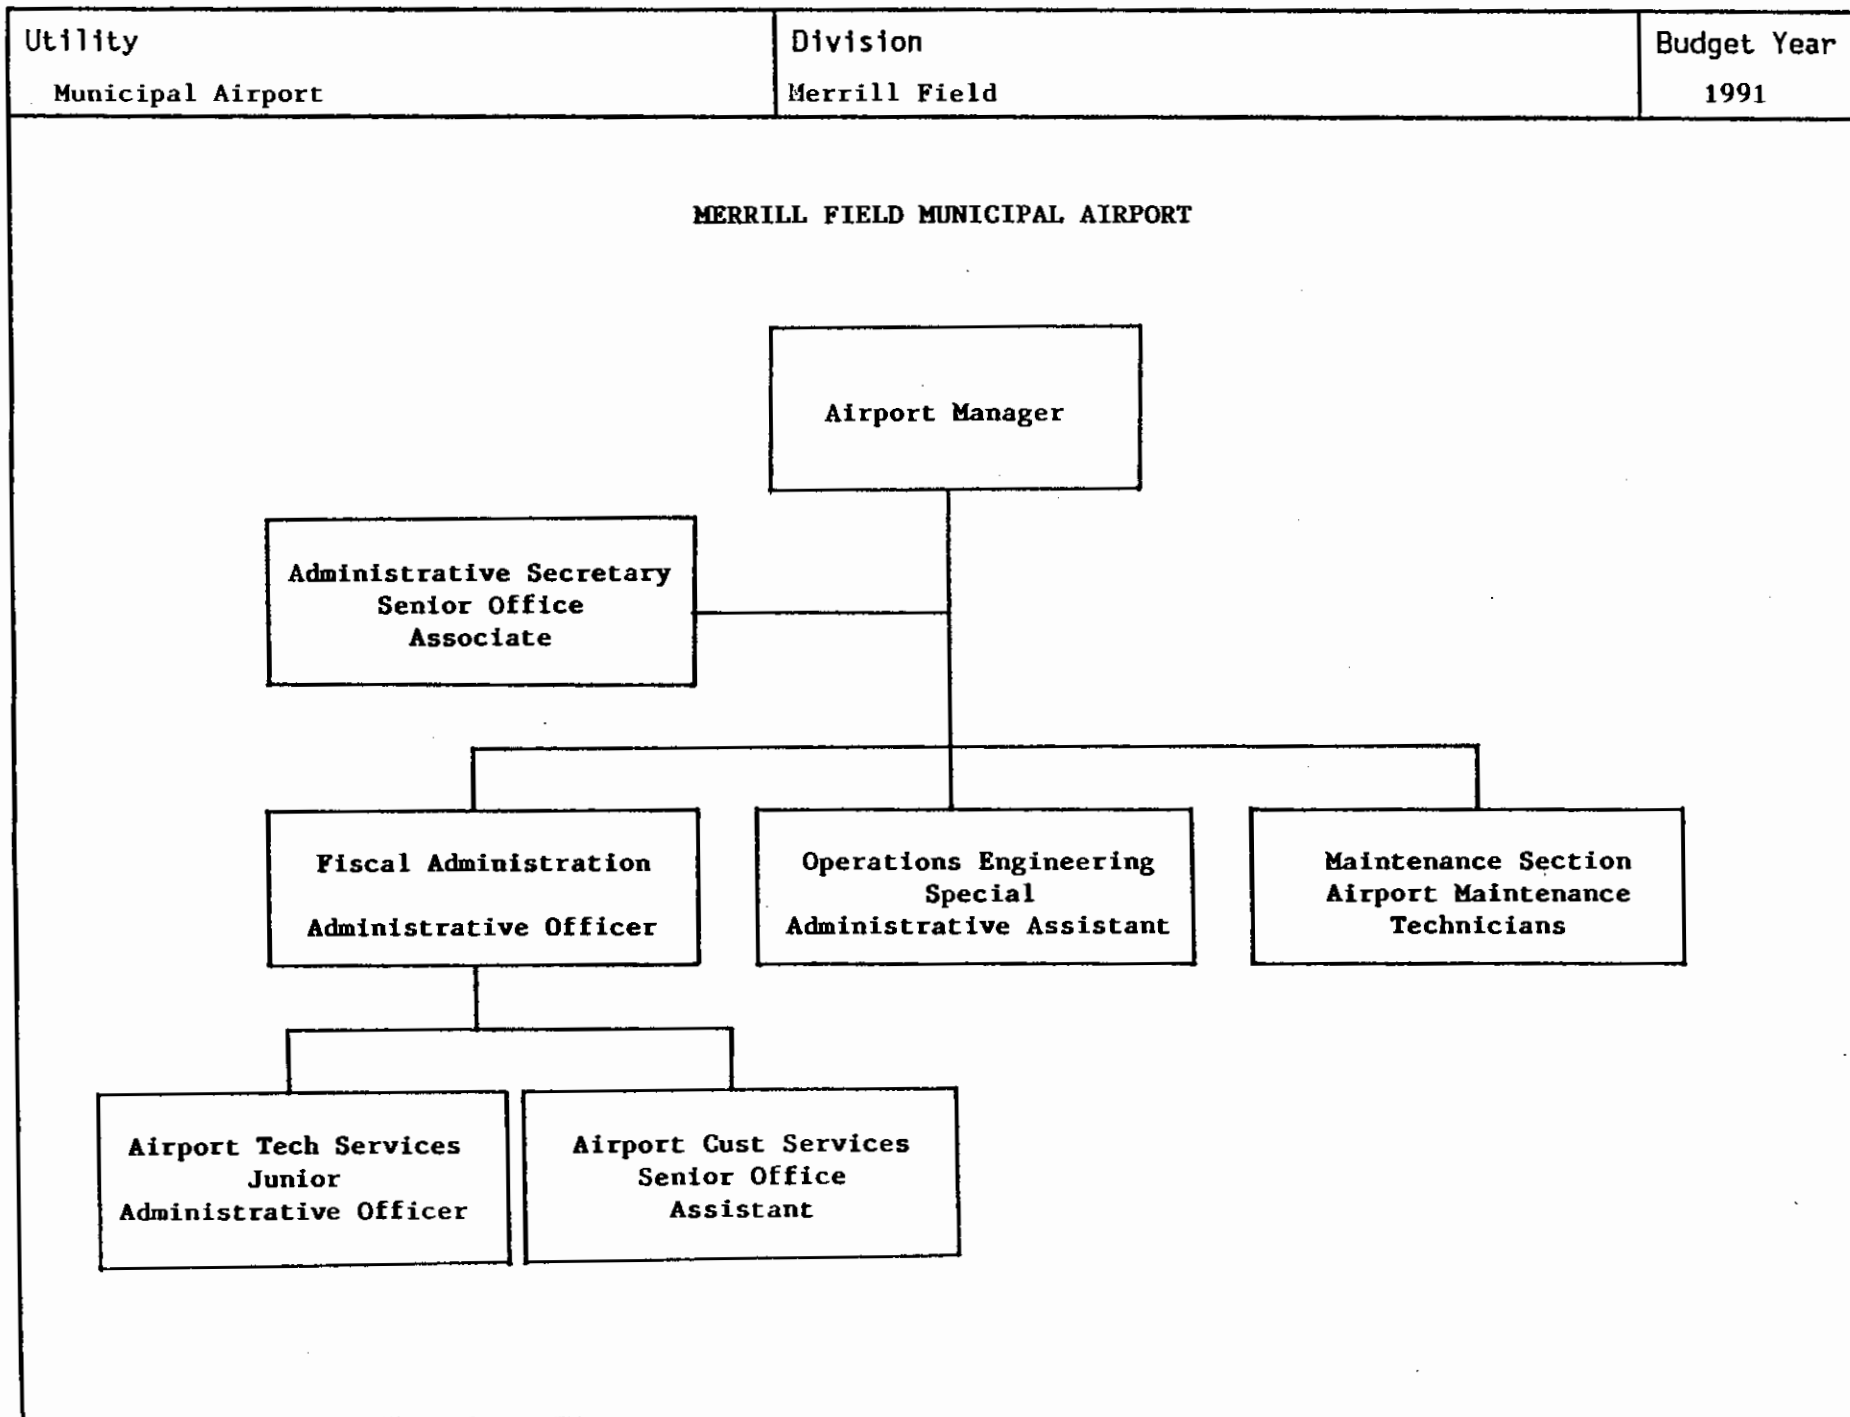 Utility
Municipal Airport
Division
Merrill Field
Budget Year
1991
MERRILL FIELD MUNICIPAL AIRPORT
Airport Manager
Administrative Secretary
Senior Office
Associate
Fiscal Administration
Administrative Officer
Operations Engineering
Special
Administrative Assistant
Maintenance Section
Airport Maintenance
Technicians
Airport Tech Services
Junior
Administrative Officer
Airport Cust Services
Senior Office
Assistant